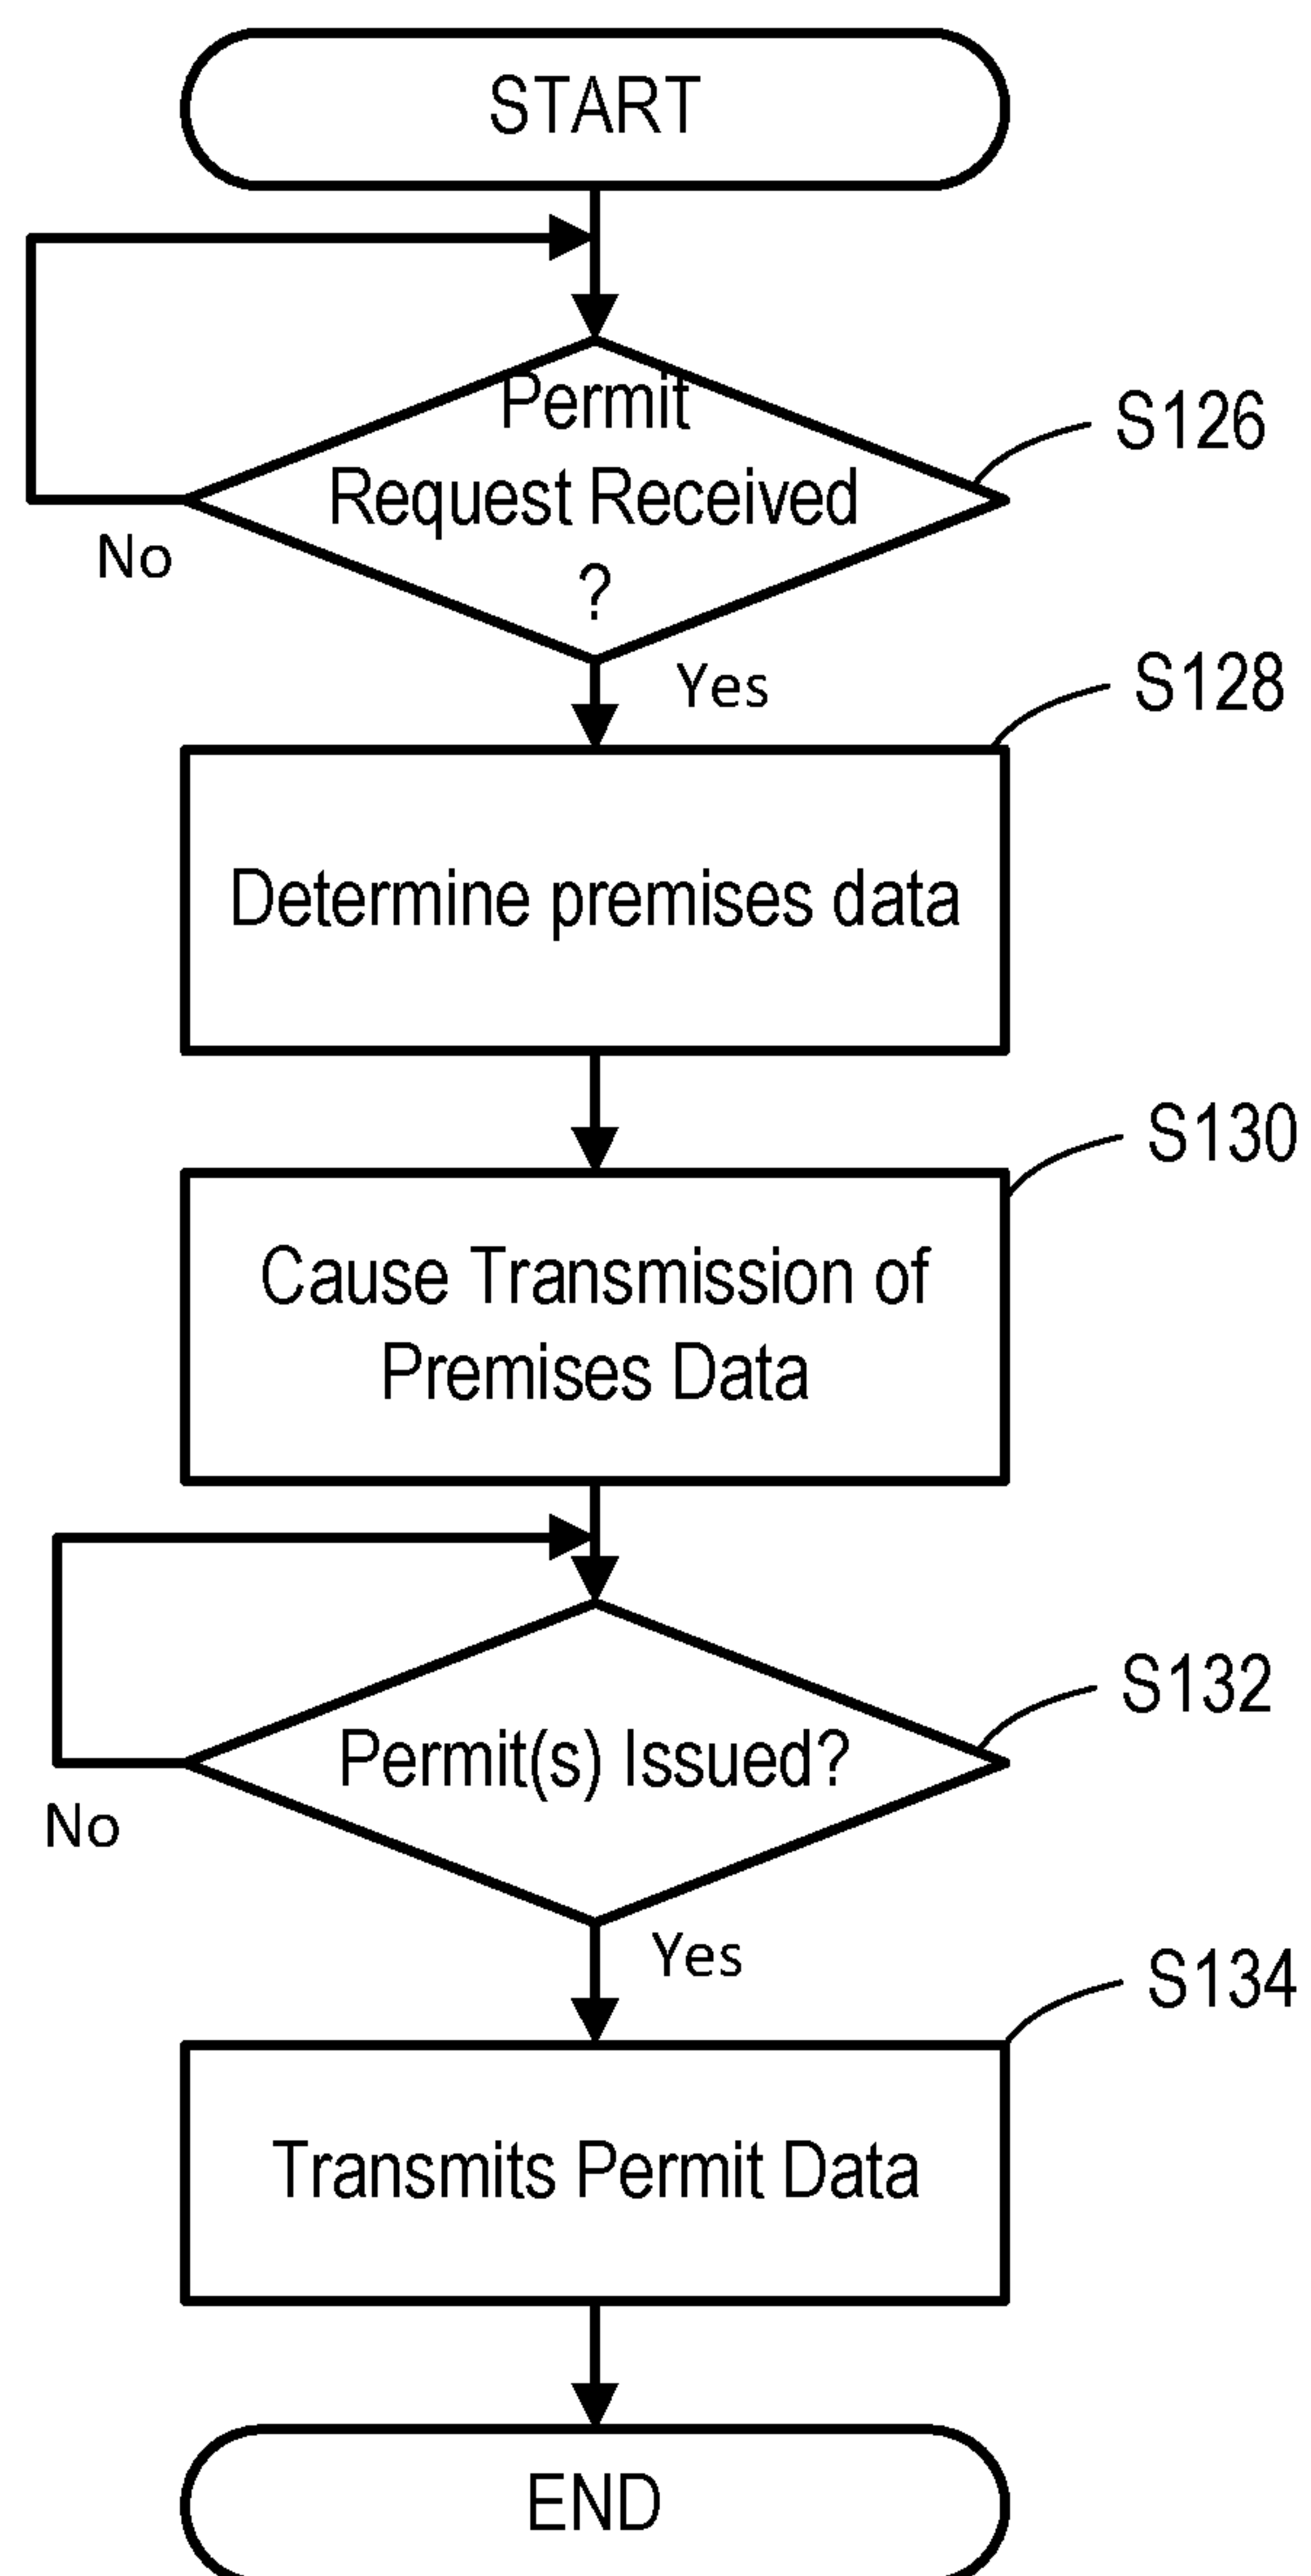 START
Permit
Request Received
?
S126
No
Yes
S128
Determine premises data
S130
Cause Transmission of
Premises Data
S132
Permit(s) Issued?
No
Yes
S134
Transmits Permit Data
END